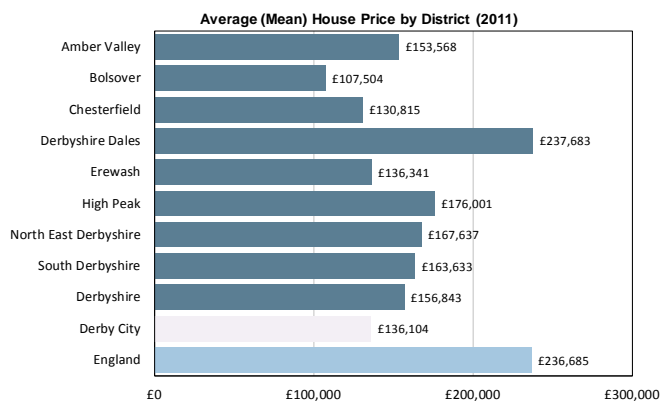 Average (Mean) House Price by District (2011)
Amber Valley £153,568
Bolsover £107,504
Chesterfield £130,815
Derbyshire Dales £237,683
Erewash £136,341
High Peak £176,001
North East Derbyshire £167,637
South Derbyshire £163,633
Derbyshire £156,843
Derby City £136,104
England £236,685
£0 £100,000 £200,000 £300,000